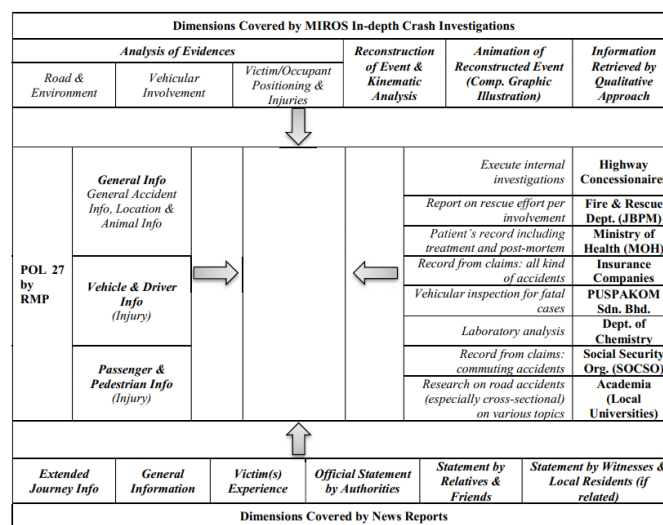 Dimensions Covered by MIROS In-depth Crash Investigations
Analysis of Evidences
Road &
Environment
Vehicular
Involvement
Victim/Occupant
Positioning &
Injuries
Reconstruction
of Event &
Kinematic
Analysis
Animation of
Reconstructed Event
(Comp. Graphic
Illustration)
Information
Retrieved by
Qualitative
Approach
POL 27
by
RMP
General Info
General Accident
Info, Location &
Animal Info
Vehicle & Driver
Info
(Injury)
Passenger &
Pedestrian Info
(Injury)
Execute internal
investigations
Highway
Concessionaires
Report on rescue effort per
involvement
Fire & Rescue
Dept. (JBPM)
Patient's record including
treatment and post-mortem
Ministry of
Health (MOH)
Record from claims: all kind
of accidents
Insurance
Companies
Vehicular inspection for fatal
cases
PUSPAKOM
Sdn. Bhd.
Laboratory analysis
Dept. of
Chemistry
Record from claims:
commuting accidents
Social Security
Org. (SOCSO)
Research on road accidents
(especially cross-sectional)
on various topics
Academia
(Local
Universities)
Extended
Journey Info
General
Information
Victim(s)
Experience
Official Statement
by Authorities
Statement by
Relatives &
Friends
Statement by Witnesses &
Local Residents (if
related)
Dimensions Covered by News Reports